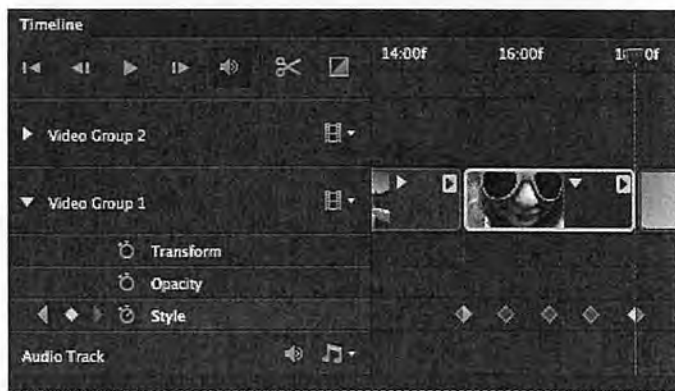 Timeline
14:00f 16:00f
Video Group 2
Video Group 1
Transform
Opacity
Style
Audio Track